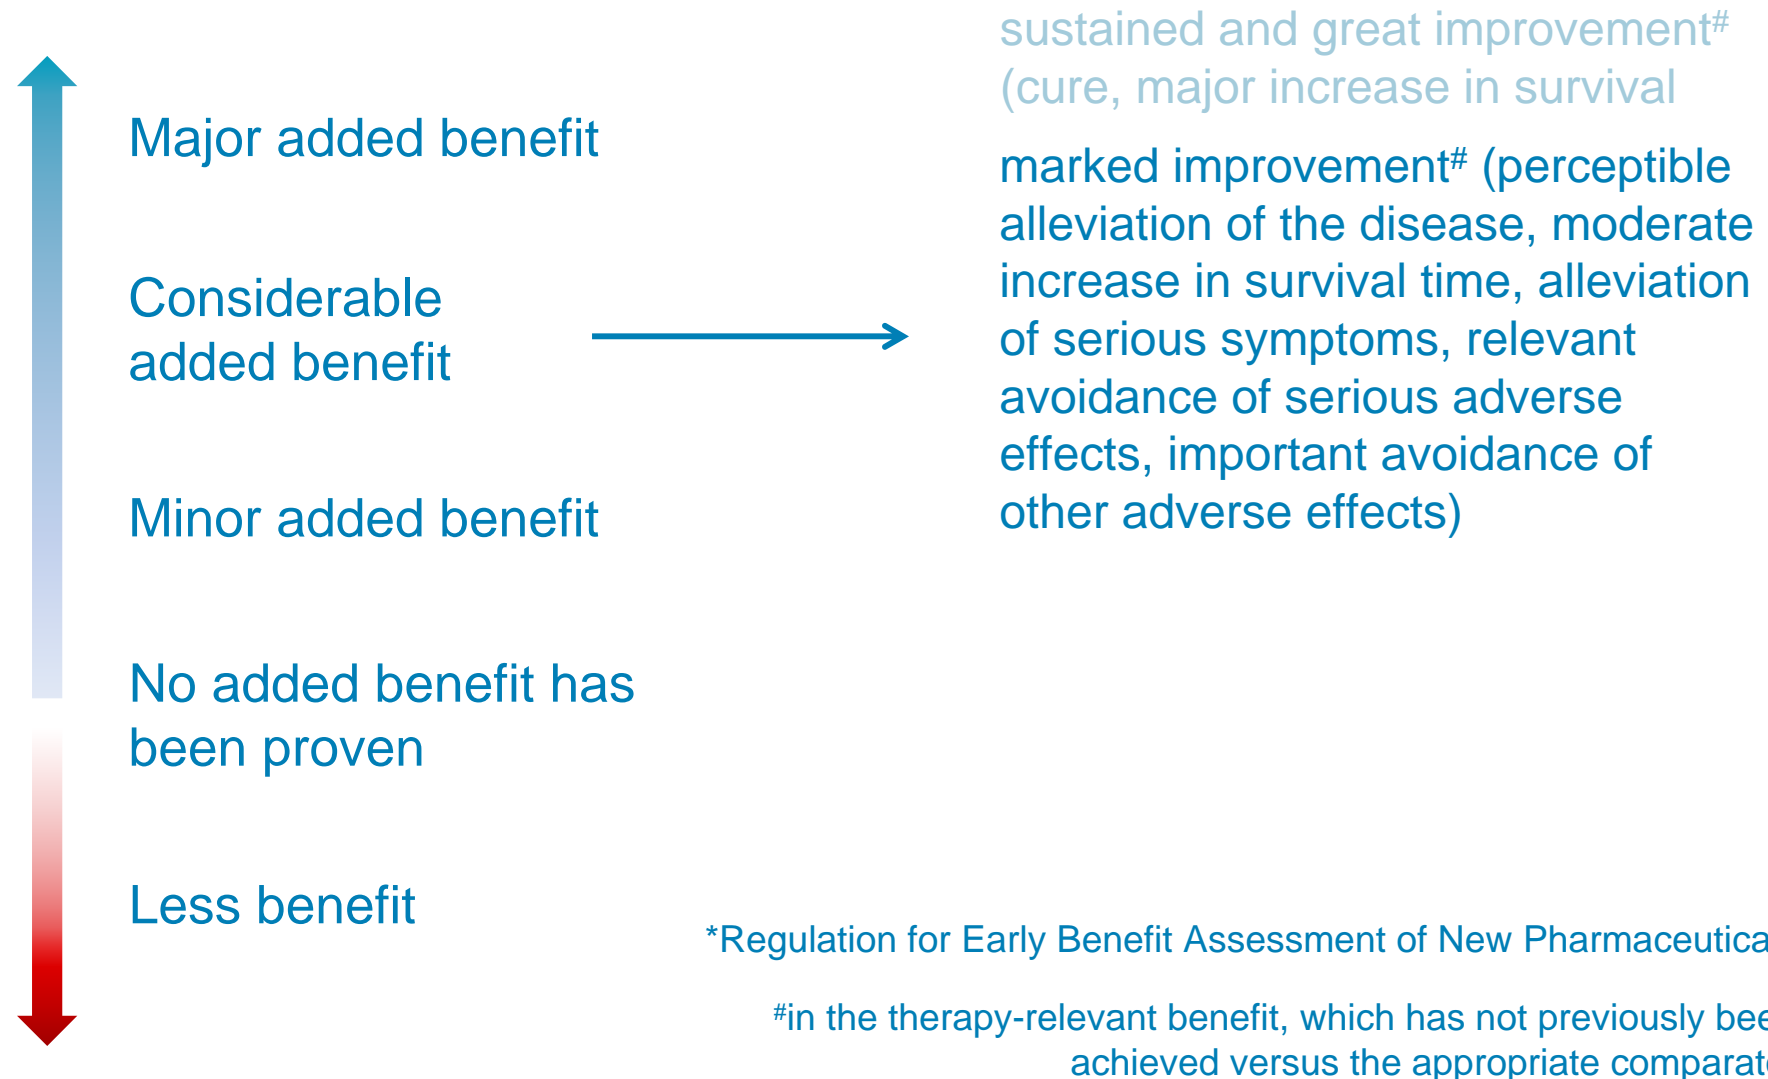 sustained and great improvement#
(cure, major increase in survival
Major added benefit
marked improvement# (perceptible
alleviation of the disease, moderate
increase in survival time, alleviation
of serious symptoms, relevant
avoidance of serious adverse
effects, important avoidance of
other adverse effects)
Considerable
added benefit
Minor added benefit
No added benefit has
been proven
Less benefit
*Regulation for Early Benefit Assessment of New
#in the therapy-relevant benefit, which has not previously
achieved versus the appropriate